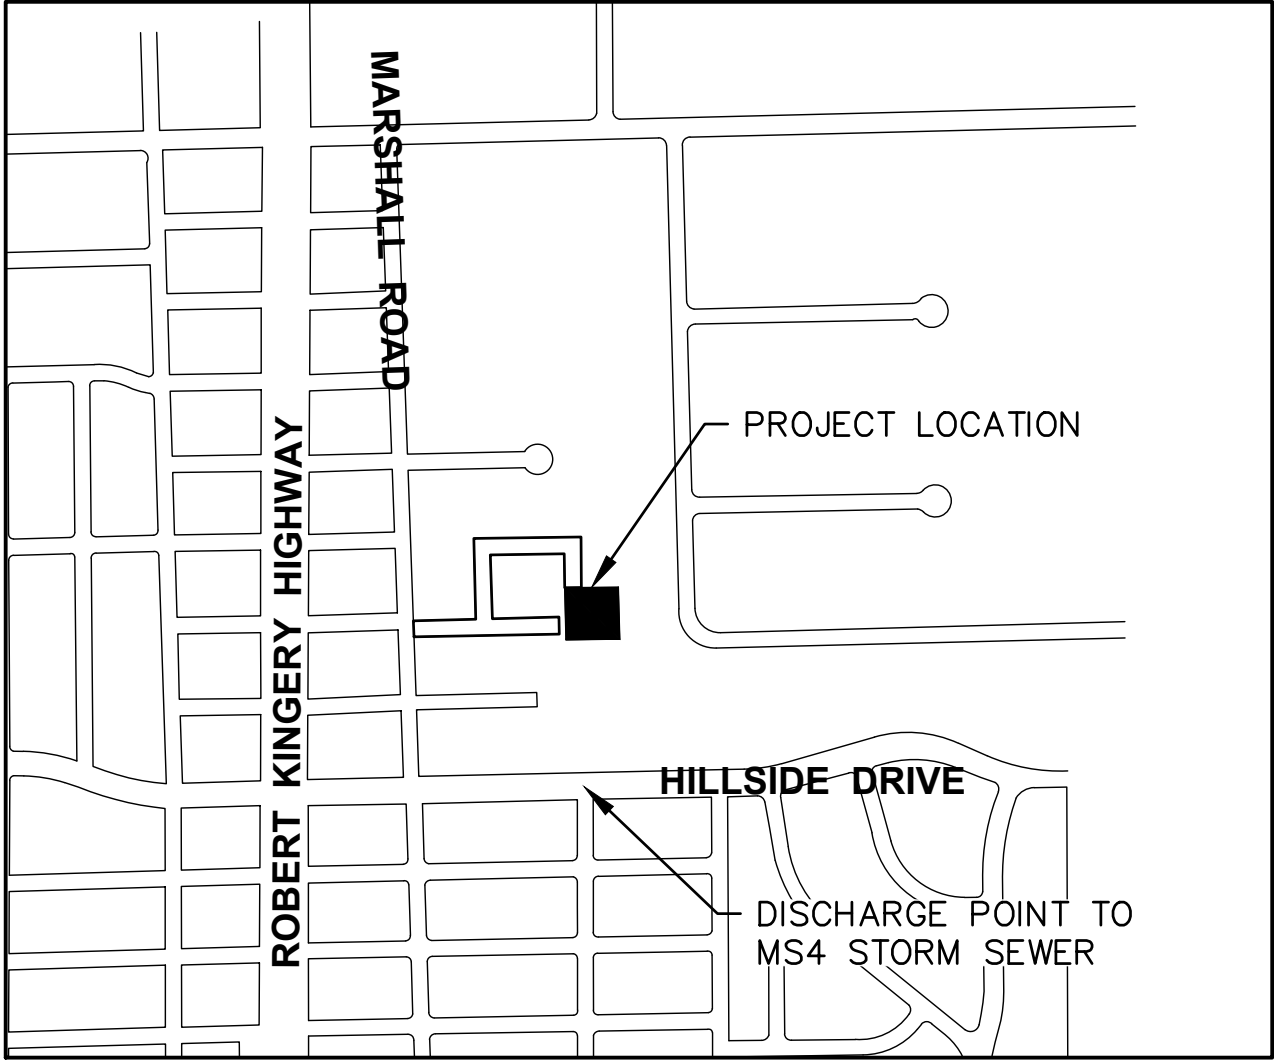 MARSHALL ROAD
PROJECT LOCATION
ROBERT KINGERY HIGHWAY
HILLSIDE DRIVE
DISCHARGE POINT TO
MS4 STORM SEWER